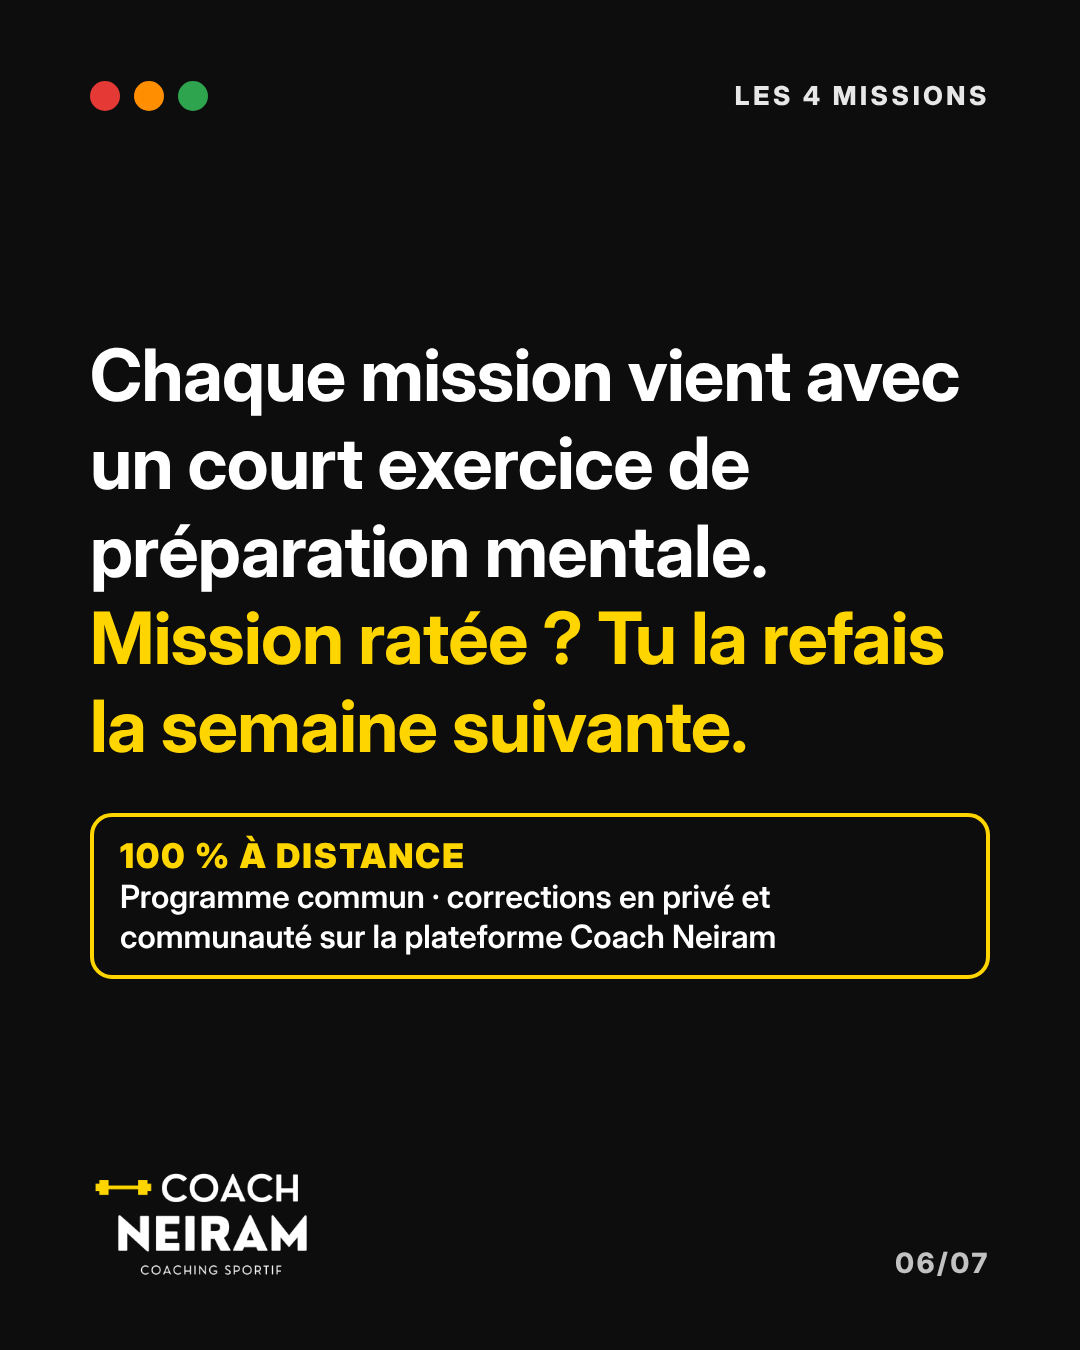 LES 4 MISSIONS
Chaque mission vient avec
un court exercice de
préparation mentale.
Mission ratée ? Tu la refais
la semaine suivante.
100 % À DISTANCE
Programme commun · corrections en privé et
communauté sur la plateforme Coach Neiram
COACH
NEIRAM
COACHING SPORTIF
06/07